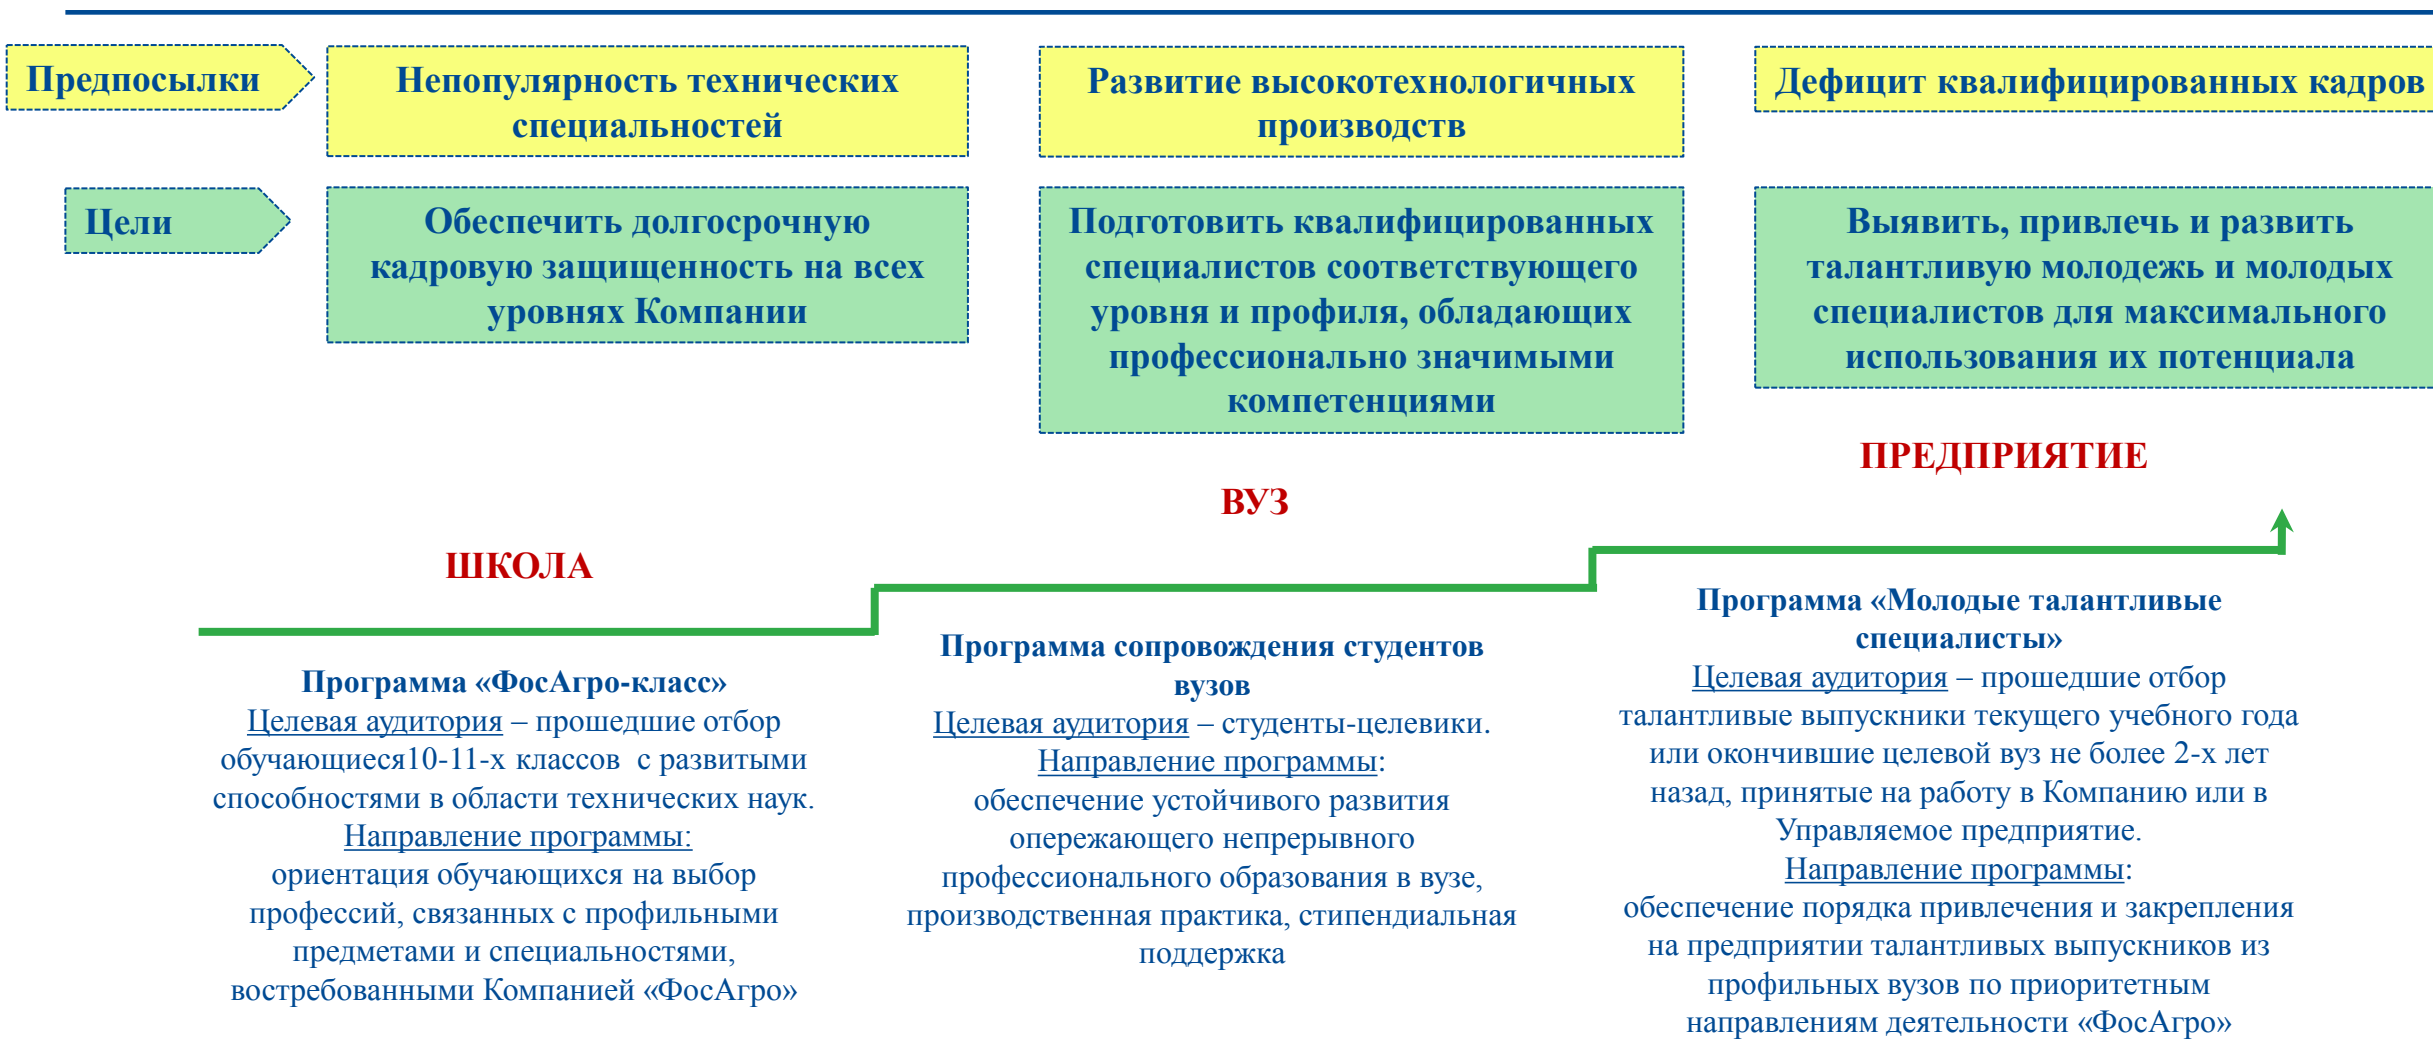 Предпосылки
Непопулярность технических
специальностей
Развитие высокотехнологичных
производств
Дефицит квалифицированных кадров
Цели
Обеспечить долгосрочную
кадровую защищенность на всех
уровнях Компании
Подготовить квалифицированных
специалистов соответствующего
уровня и профиля, обладающих
профессионально значимыми
компетенциями
Выявить, привлечь и развить
талантливую молодежь и молодых
специалистов для максимального
использования их потенциала
ШКОЛА
ВУЗ
ПРЕДПРИЯТИЕ
Программа «ФосАгро-класс»
Целевая аудитория – прошедшие отбор
обучающиеся10-11-х классов  с развитыми
способностями в области технических наук.
Направление программы:
ориентация обучающихся на выбор
профессий, связанных с профильными
предметами и специальностями,
востребованными Компанией «ФосАгро»
Программа сопровождения студентов
вузов
Целевая аудитория – студенты-целевики.
Направление программы:
обеспечение устойчивого развития
опережающего непрерывного
профессионального образования в вузе,
производственная практика, стипендиальная
поддержка
Программа «Молодые талантливые
специалисты»
Целевая аудитория – прошедшие отбор
талантливые выпускники текущего учебного года
или окончившие целевой вуз не более 2-х лет
назад, принятые на работу в Компанию или в
Управляемое предприятие.
Направление программы:
обеспечение порядка привлечения и закрепления
на предприятии талантливых выпускников из
профильных вузов по приоритетным
направлениям деятельности «ФосАгро»